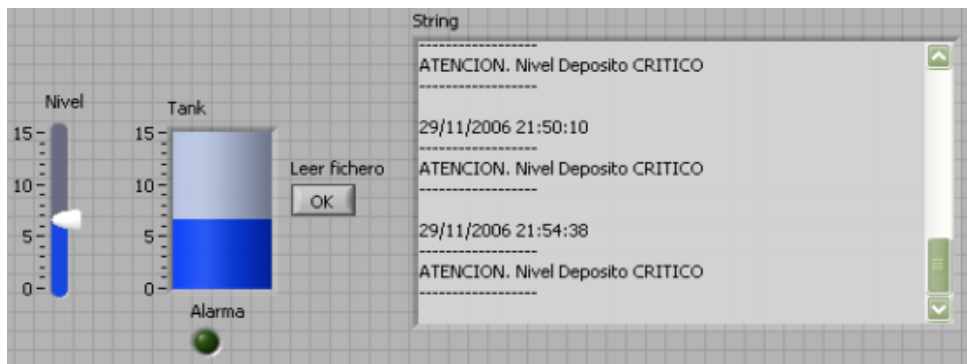 String
------------------
ATENCION. Nivel Deposito CRITICO
------------------
29/11/2006 21:50:10
------------------
ATENCION. Nivel Deposito CRITICO
------------------
29/11/2006 21:54:38
------------------
ATENCION. Nivel Deposito CRITICO
------------------
Nivel
15
10
5
0
Tank
15
10
5
0
Leer fichero
OK
Alarma